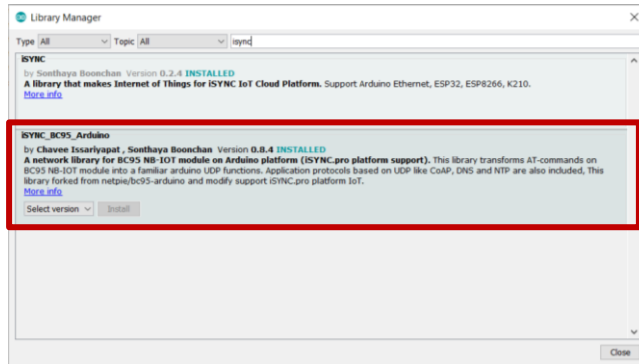 Library Manager
Type All Topic All isync
iSYNC
by Sonthaya Boonchan Version 0.2.4 INSTALLED
A library that makes Internet of Things for iSYNC IoT Cloud Platform. Support Arduino Ethernet, ESP32, ESP8266, K210.
More info
iSYNC_BC95_Arduino
by Chavee Issariyapat , Sonthaya Boonchan Version 0.8.4 INSTALLED
A network library for BC95 NB-IOT module on Arduino platform (iSYNC.pro platform support). This library transforms AT-commands on
BC95 NB-IOT module into a familiar arduino UDP functions. Application protocols based on UDP like CoAP, DNS and NTP are also included, This
library forked from netpie/bc95-arduino and modify support iSYNC.pro platform IoT.
More info
Select version Install
Close